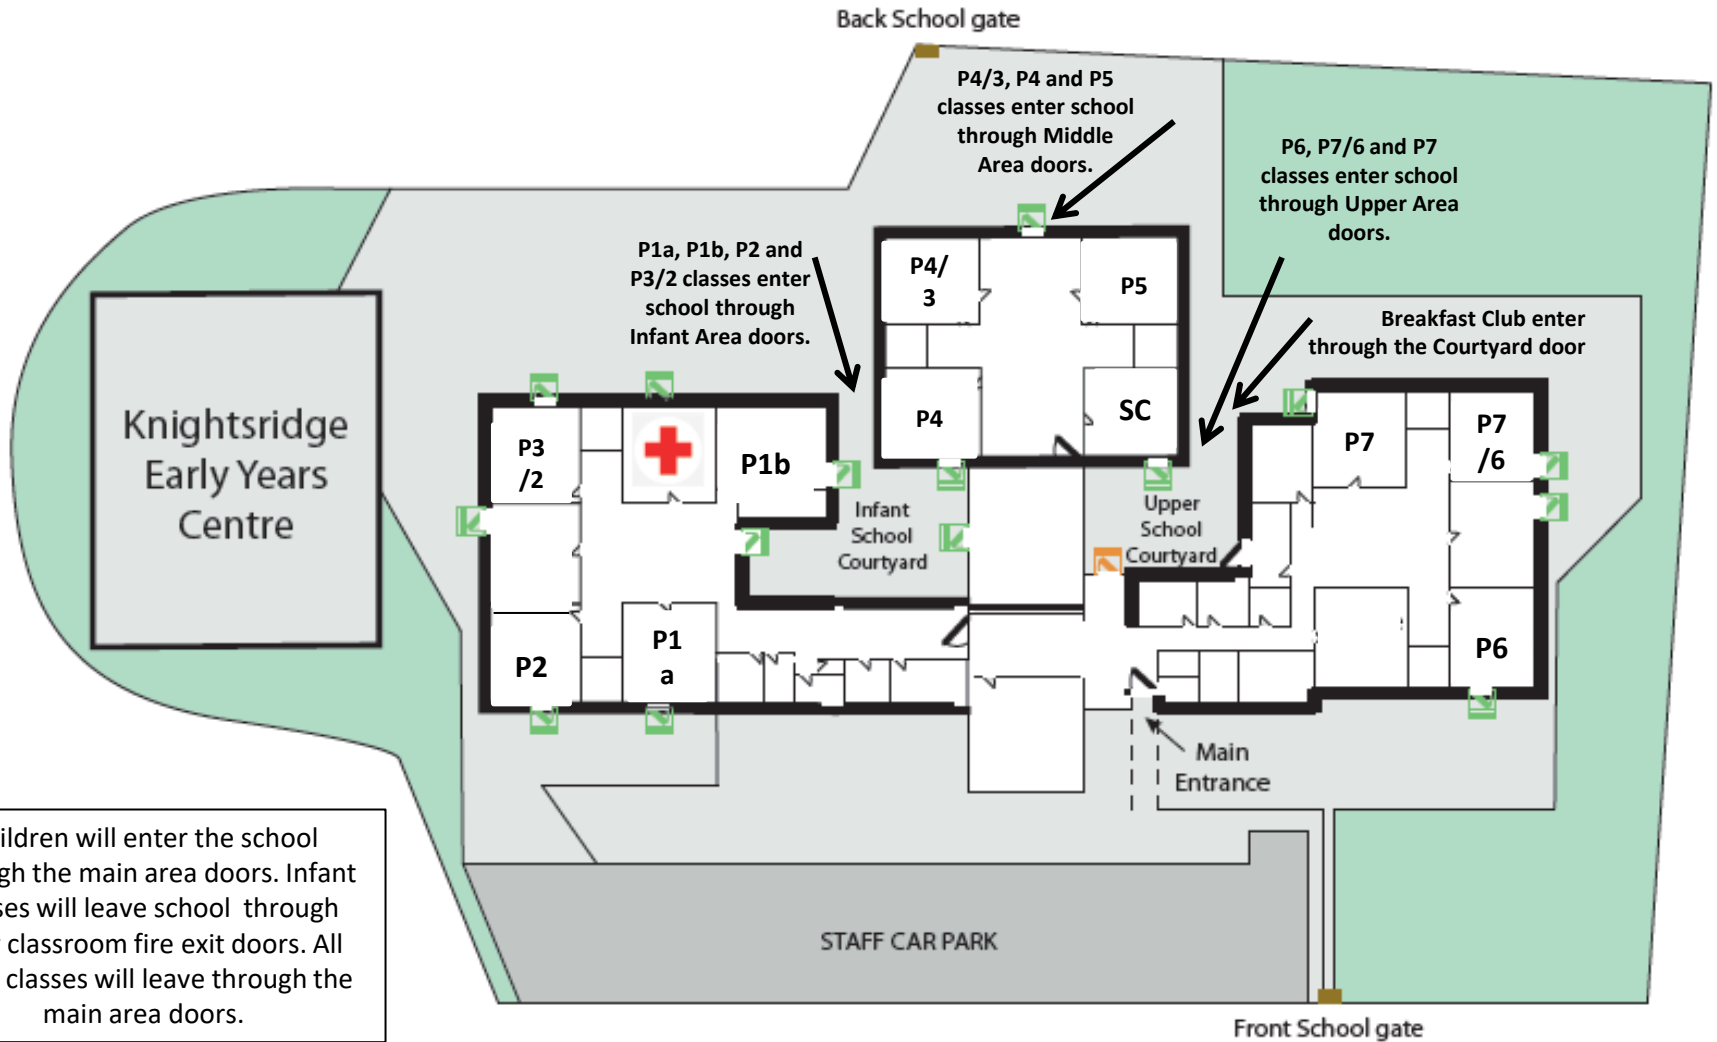 Back School gate
P4/3, P4 and P5
classes enter school
through Middle
Area doors.
P6, P7/6 and P7
classes enter school
through Upper Area
doors.
P1a, P1b, P2 and
P3/2 classes enter
school through
Infant Area doors.
Breakfast Club enter
through the Courtyard door
P4/
3
P5
P4
SC
Knightsridge
Early Years
Centre
P3
/2
P1b
P7
P7
/6
Infant
School
Courtyard
Upper
School
Courtyard
P2
P1
a
P6
Main
Entrance
ildren will enter the school
gh the main area doors. Infant
ses will leave school through
classroom fire exit doors. All
classes will leave through the
main area doors.
STAFF CAR PARK
Front School gate